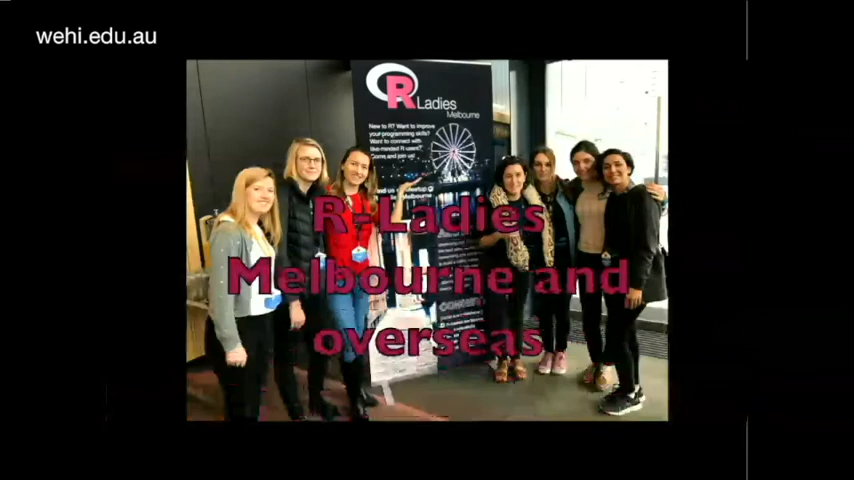 wehi.edu.au
R Ladies
Melbourne
New to R? Want to improve
your programming skills?
Want to connect with
like-minded R users?
Come and join us!
R-Ladies
Melbourne and
overseas